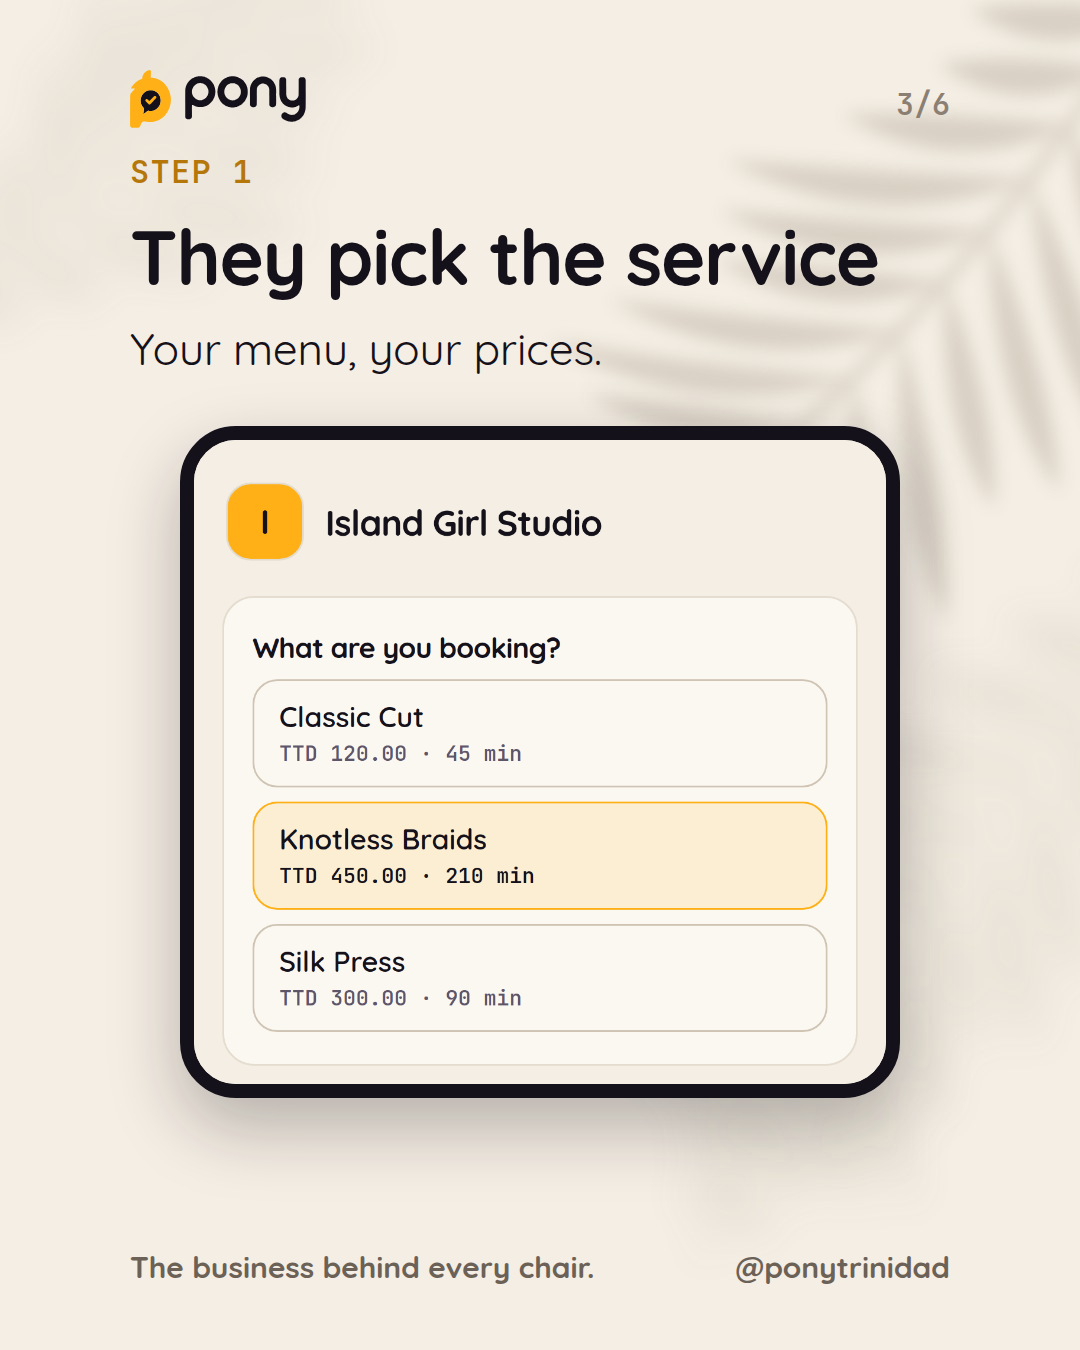 pony
3/6
STEP 1
They pick the service
Your menu, your prices.
I
Island Girl Studio
What are you booking?
Classic Cut
TTD 120.00 · 45 min
Knotless Braids
TTD 450.00 · 210 min
Silk Press
TTD 300.00 · 90 min
The business behind every chair.
@ponytrinidad